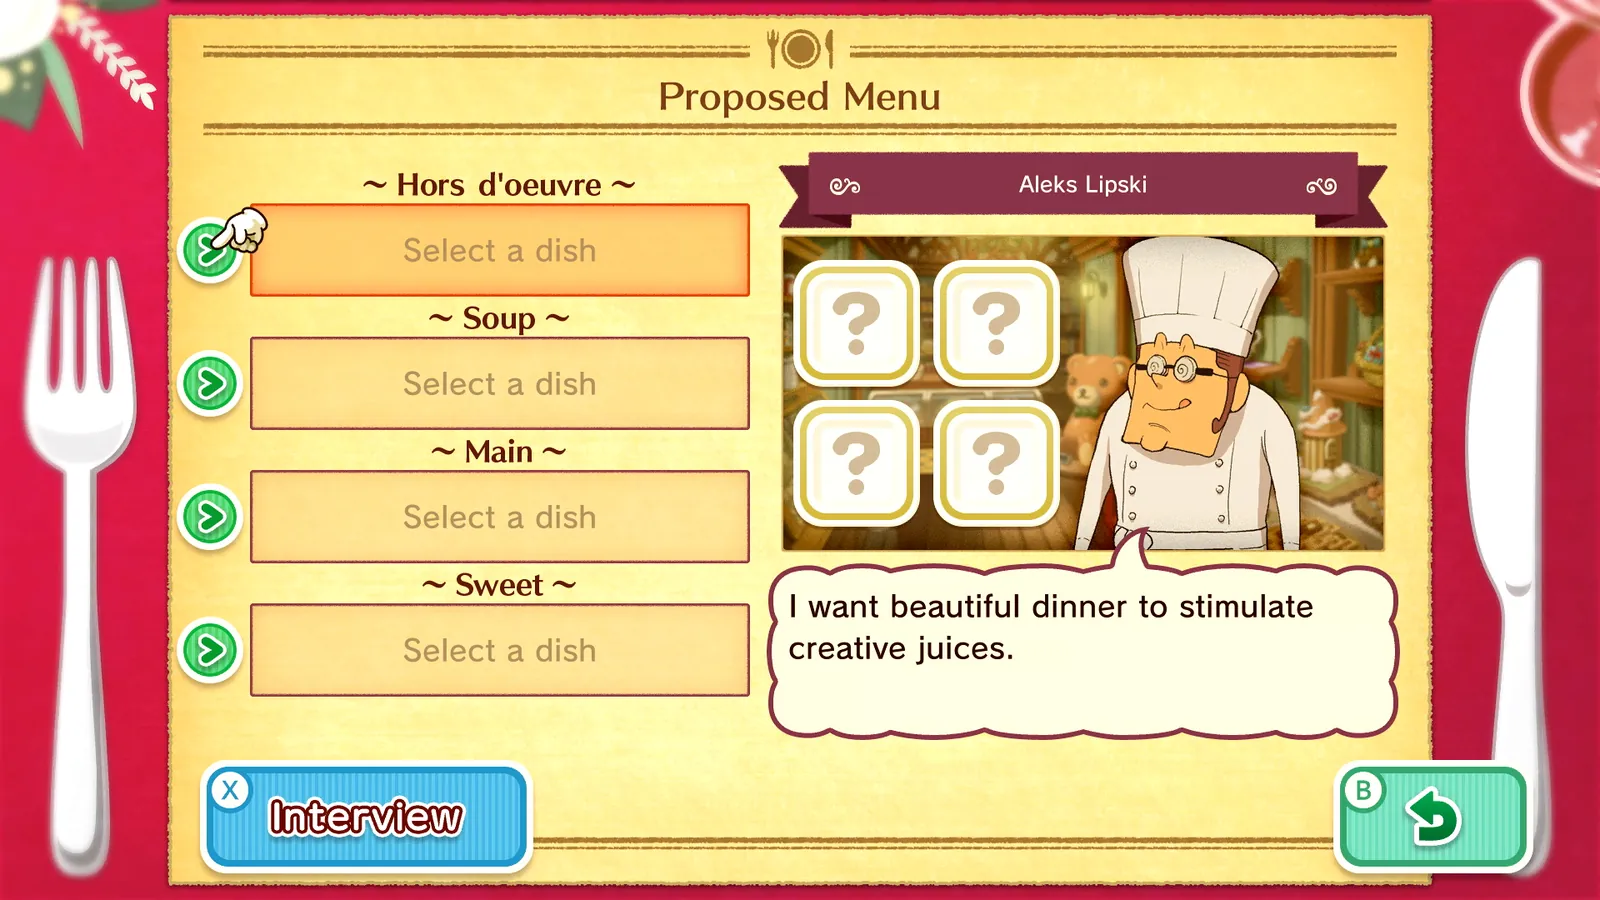 Proposed Menu
~ Hors d'oeuvre ~
Select a dish
~ Soup ~
Select a dish
~ Main ~
Select a dish
~ Sweet ~
Select a dish
Aleks Lipski
?
?
?
?
I want beautiful dinner to stimulate
creative juices.
X
Interview
B